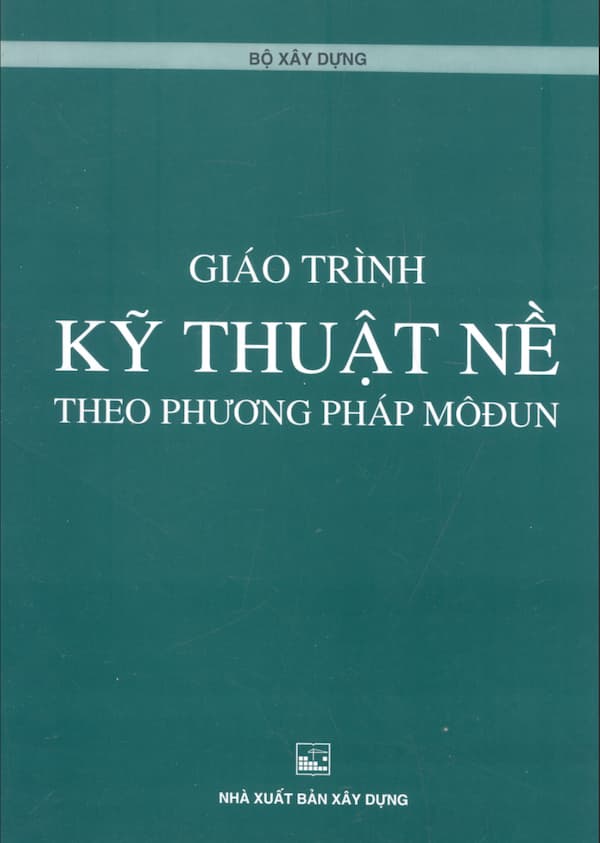 BỘ XÂY DỰNG
GIÁO TRÌNH
KỸ THUẬT NỀ
THEO PHƯƠNG PHÁP MÔĐUN
NHÀ XUẤT BẢN XÂY DỰNG